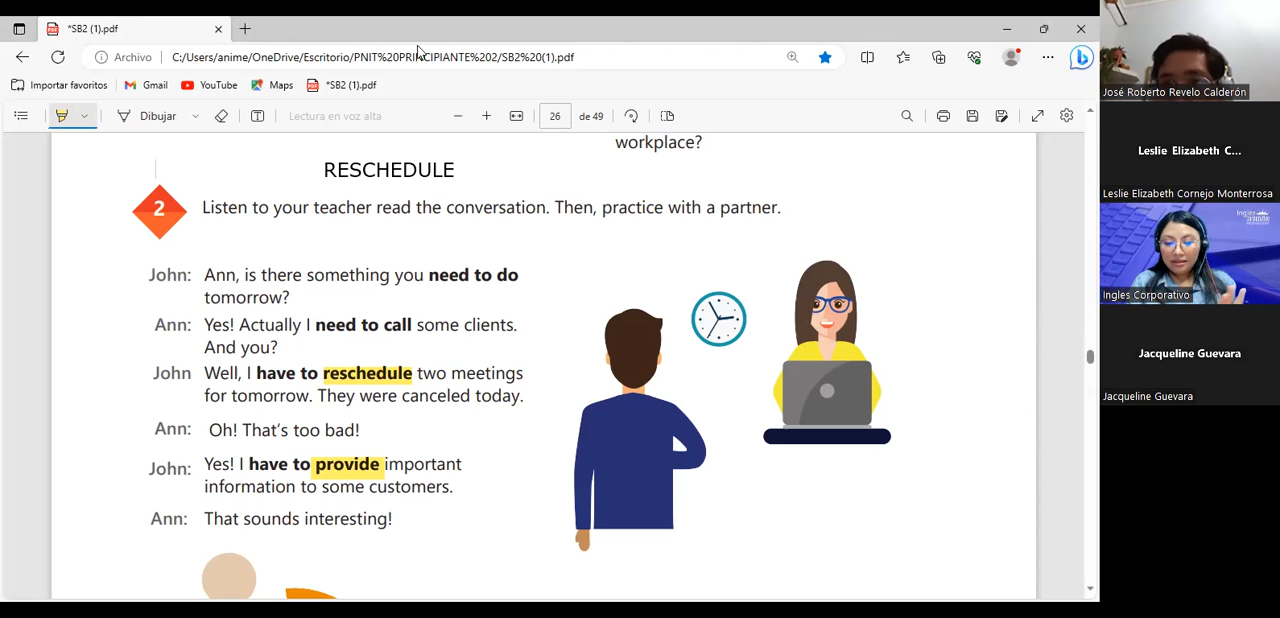 *SB2 (1).pdf
Archivo
C:/Users/anime/OneDrive/Escritorio/PNIT%20PRINCIPIANTE%202/SB2%20(1).pdf
Importar favoritos
Gmail
YouTube
Maps
*SB2 (1).pdf
Dibujar
Lectura en voz alta
26
de 49
workplace?
RESCHEDULE
2
Listen to your teacher read the conversation. Then, practice with a partner.
John: Ann, is there something you need to do
tomorrow?
Ann: Yes! Actually I need to call some clients.
And you?
John Well, I have to reschedule two meetings
for tomorrow. They were canceled today.
Ann: Oh! That's too bad!
John: Yes! I have to provide important
information to some customers.
Ann: That sounds interesting!
José Roberto Revelo Calderón
Leslie Elizabeth C...
Leslie Elizabeth Cornejo Monterrosa
Ingles Corporativo
Jacqueline Guevara
Jacqueline Guevara